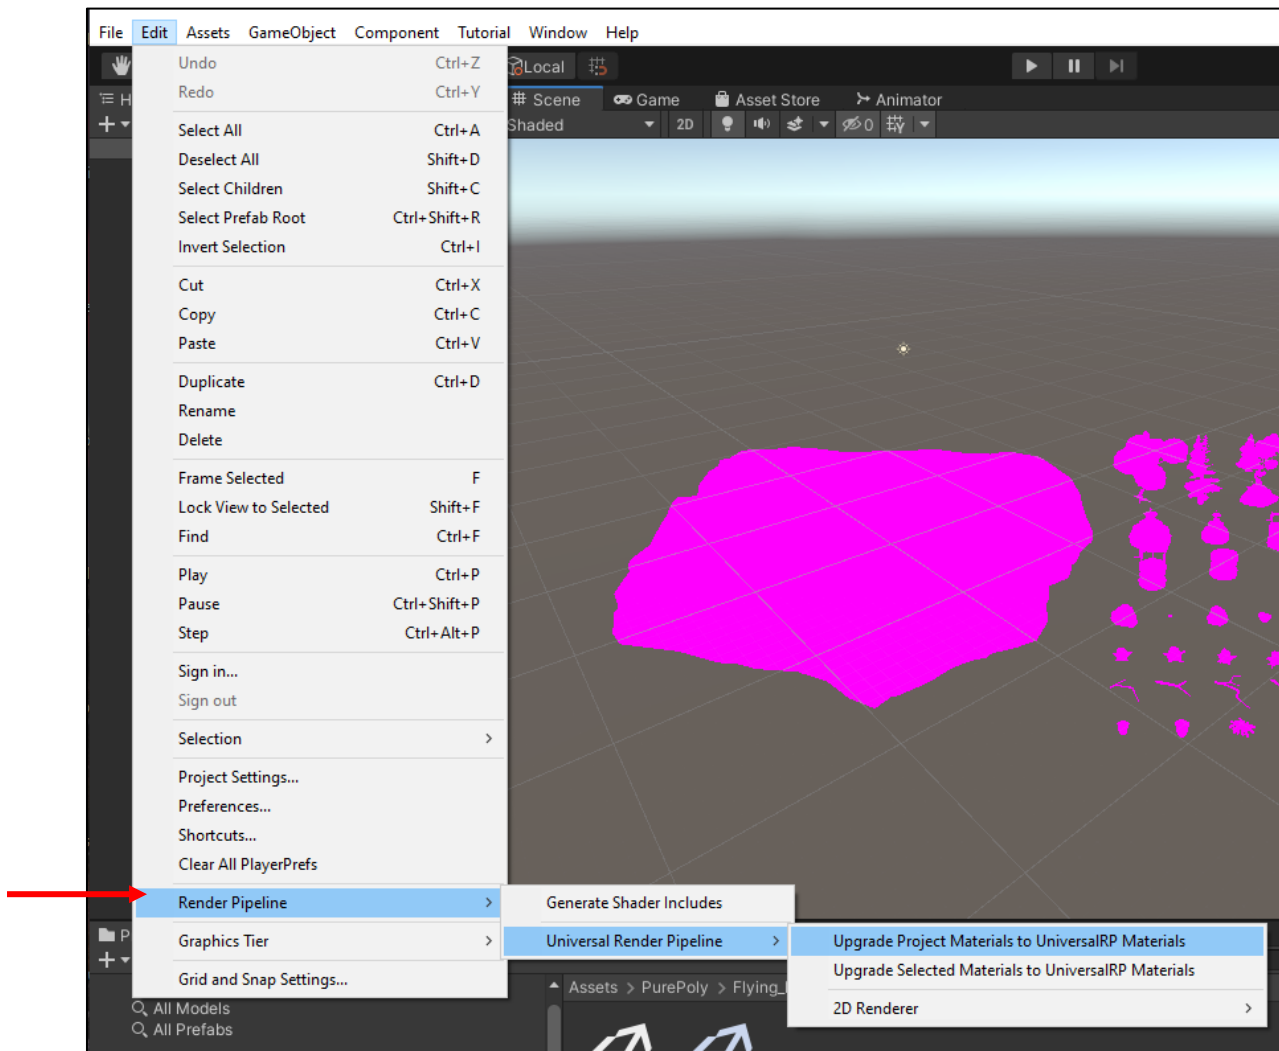 File Edit Assets GameObject Component Tutorial Window Help
Undo Ctrl+Z
Redo Ctrl+Y
Select All Ctrl+A
Deselect All Shift+D
Select Children Shift+C
Select Prefab Root Ctrl+Shift+R
Invert Selection Ctrl+I
Cut Ctrl+X
Copy Ctrl+C
Paste Ctrl+V
Duplicate Ctrl+D
Rename
Delete
Frame Selected F
Lock View to Selected Shift+F
Find Ctrl+F
Play Ctrl+P
Pause Ctrl+Shift+P
Step Ctrl+Alt+P
Sign in...
Sign out
Selection
Project Settings...
Preferences...
Shortcuts...
Clear All PlayerPrefs
Render Pipeline
Graphics Tier
Grid and Snap Settings...
Generate Shader Includes
Universal Render Pipeline
Upgrade Project Materials to UniversalRP Materials
Upgrade Selected Materials to UniversalRP Materials
2D Renderer
Local
H
Scene Game Asset Store Animator
Shaded 2D 0
P
Assets > PurePoly > Flying_
All Models
All Prefabs